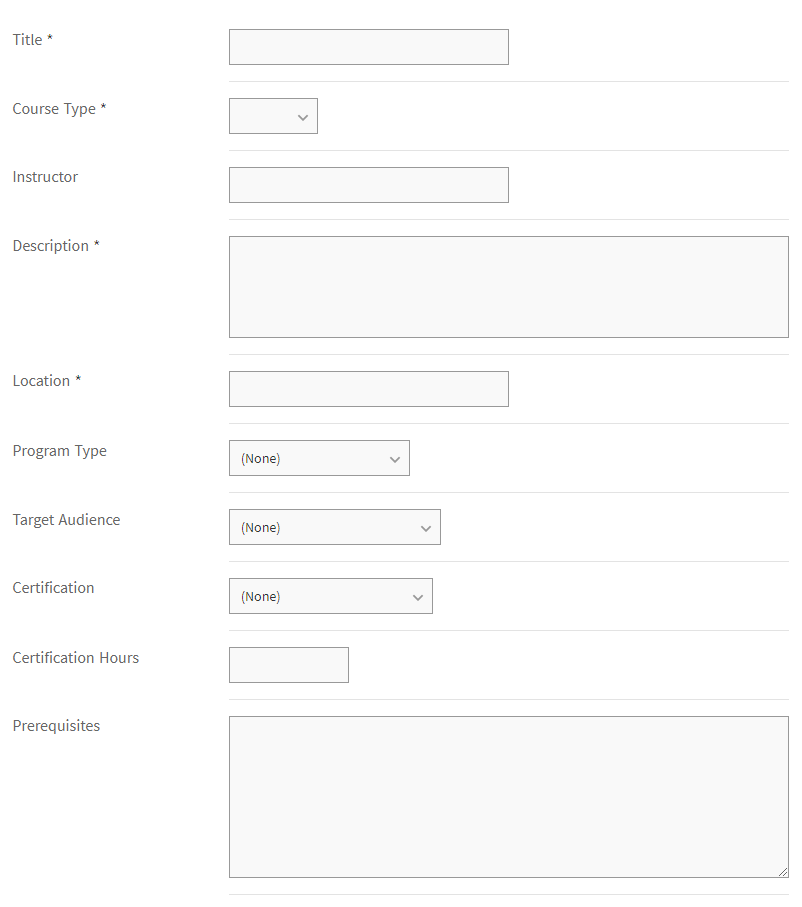 Title *
Course Type *
Instructor
Description *
Location *
Program Type
(None)
Target Audience
(None)
Certification
(None)
Certification Hours
Prerequisites